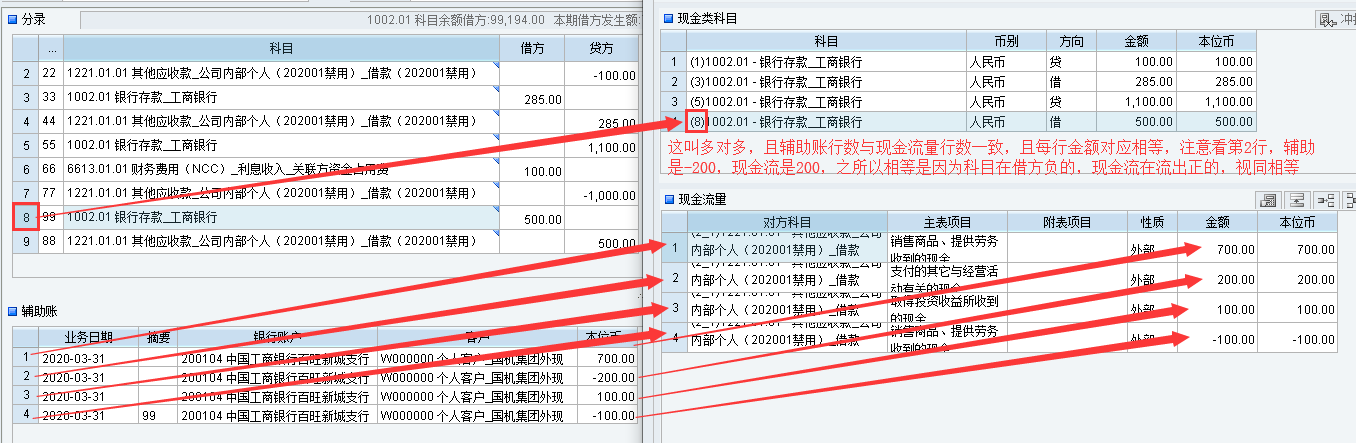 分录
1002.01 科目余额借方:99,194.00 本期借方发生额:
... 科目 借方 贷方
2 22 1221.01.01 其他应收款_公司内部个人（202001禁用）_借款（202001禁用） -100.00
3 33 1002.01 银行存款_工商银行 285.00
4 44 1221.01.01 其他应收款_公司内部个人（202001禁用）_借款（202001禁用） 285.00
5 55 1002.01 银行存款_工商银行 1,100.00
6 66 6613.01.01 财务费用（NCC）_利息收入_关联方资金占用费 100.00
7 77 1221.01.01 其他应收款_公司内部个人（202001禁用）_借款（202001禁用） -1,000.00
8 99 1002.01 银行存款_工商银行 500.00
9 88 1221.01.01 其他应收款_公司内部个人（202001禁用）_借款（202001禁用） 500.00
辅助账
业务日期 摘要 银行账户 客户 本位币
1 2020-03-31 200104 中国工商银行百旺新城支行 W000000 个人客户_国机集团外现 700.00
2 2020-03-31 200104 中国工商银行百旺新城支行 W000000 个人客户_国机集团外现 -200.00
3 2020-03-31 200104 中国工商银行百旺新城支行 W000000 个人客户_国机集团外现 100.00
4 2020-03-31 99 200104 中国工商银行百旺新城支行 W000000 个人客户_国机集团外现 -100.00
现金类科目
科目 币别 方向 金额 本位币
1 (1)1002.01 - 银行存款_工商银行 人民币 贷 100.00 100.00
2 (3)1002.01 - 银行存款_工商银行 人民币 借 285.00 285.00
3 (5)1002.01 - 银行存款_工商银行 人民币 贷 1,100.00 1,100.00
(8)1002.01 - 银行存款_工商银行 人民币 借 500.00 500.00
这叫多对多，且辅助账行数与现金流量行数一致，且每行金额对应相等，注意看第2行，辅助
是-200，现金流是200，之所以相等是因为科目在借方负的，现金流在流出正的，视同相等
现金流量
对方科目 主表项目 附表项目 性质 金额 本位币
1 内部个人（202001禁用）_借款 销售商品、提供劳务收到的现金 外部 700.00 700.00
2 内部个人（202001禁用）_借款 支付的其它与经营活动有关的现金 外部 200.00 200.00
3 内部个人（202001禁用）_借款 取得投资收益所收到的现金 外部 100.00 100.00
4 内部个人（202001禁用）_借款 销售商品、提供劳务收到的现金 外部 -100.00 -100.00